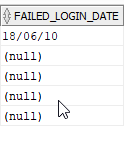 FAILED_LOGIN_DATE
18/06/10
(null)
(null)
(null)
(null)